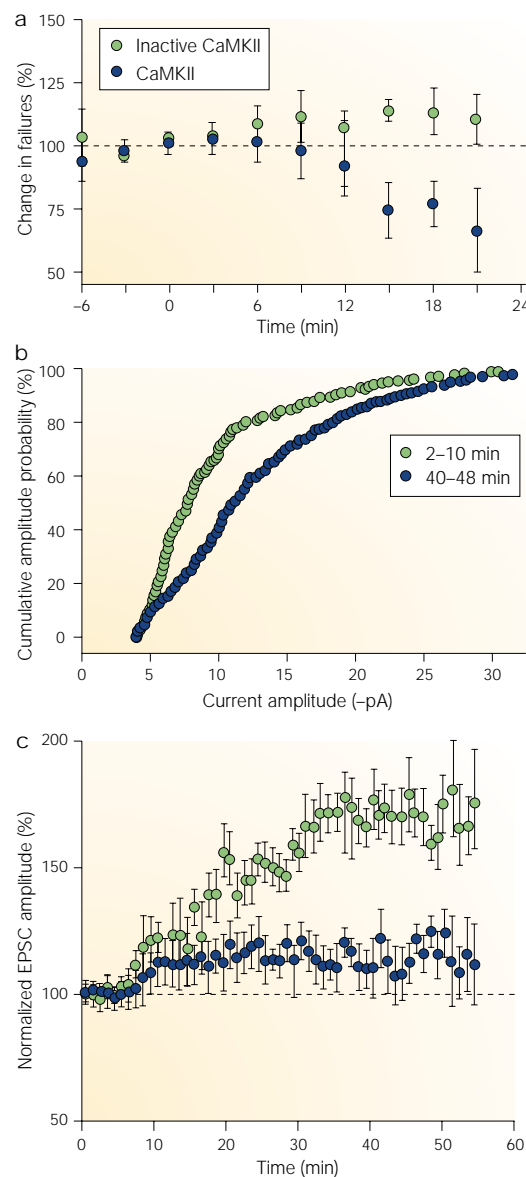 a
150
125
100
75
50
Change in failures (%)
Inactive CaMKII
CaMKII
–6 0 6 12 18 24
Time (min)
b
100
80
60
40
20
0
Cumulative amplitude probability (%)
2–10 min
40–48 min
0 5 10 15 20 25 30
Current amplitude (–pA)
c
200
150
100
50
Normalized EPSC amplitude (%)
0 10 20 30 40 50 60
Time (min)